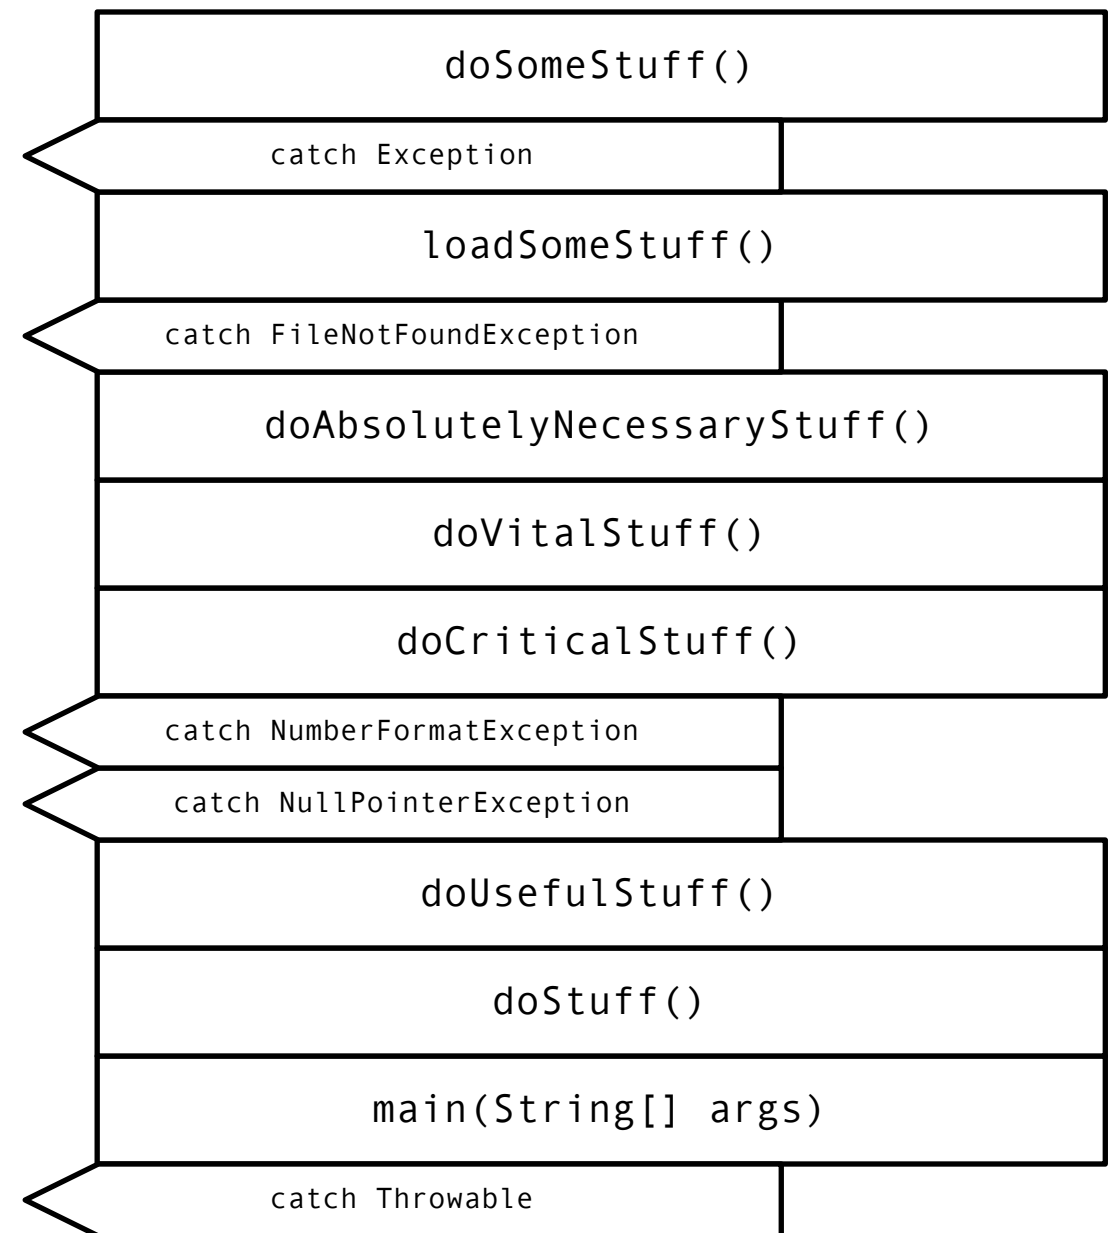 doSomeStuff()
catch Exception
loadSomeStuff()
catch FileNotFoundException
doAbsolutelyNecessaryStuff()
doVitalStuff()
doCriticalStuff()
catch NumberFormatException
catch NullPointerException
doUsefulStuff()
doStuff()
main(String[] args)
catch Throwable